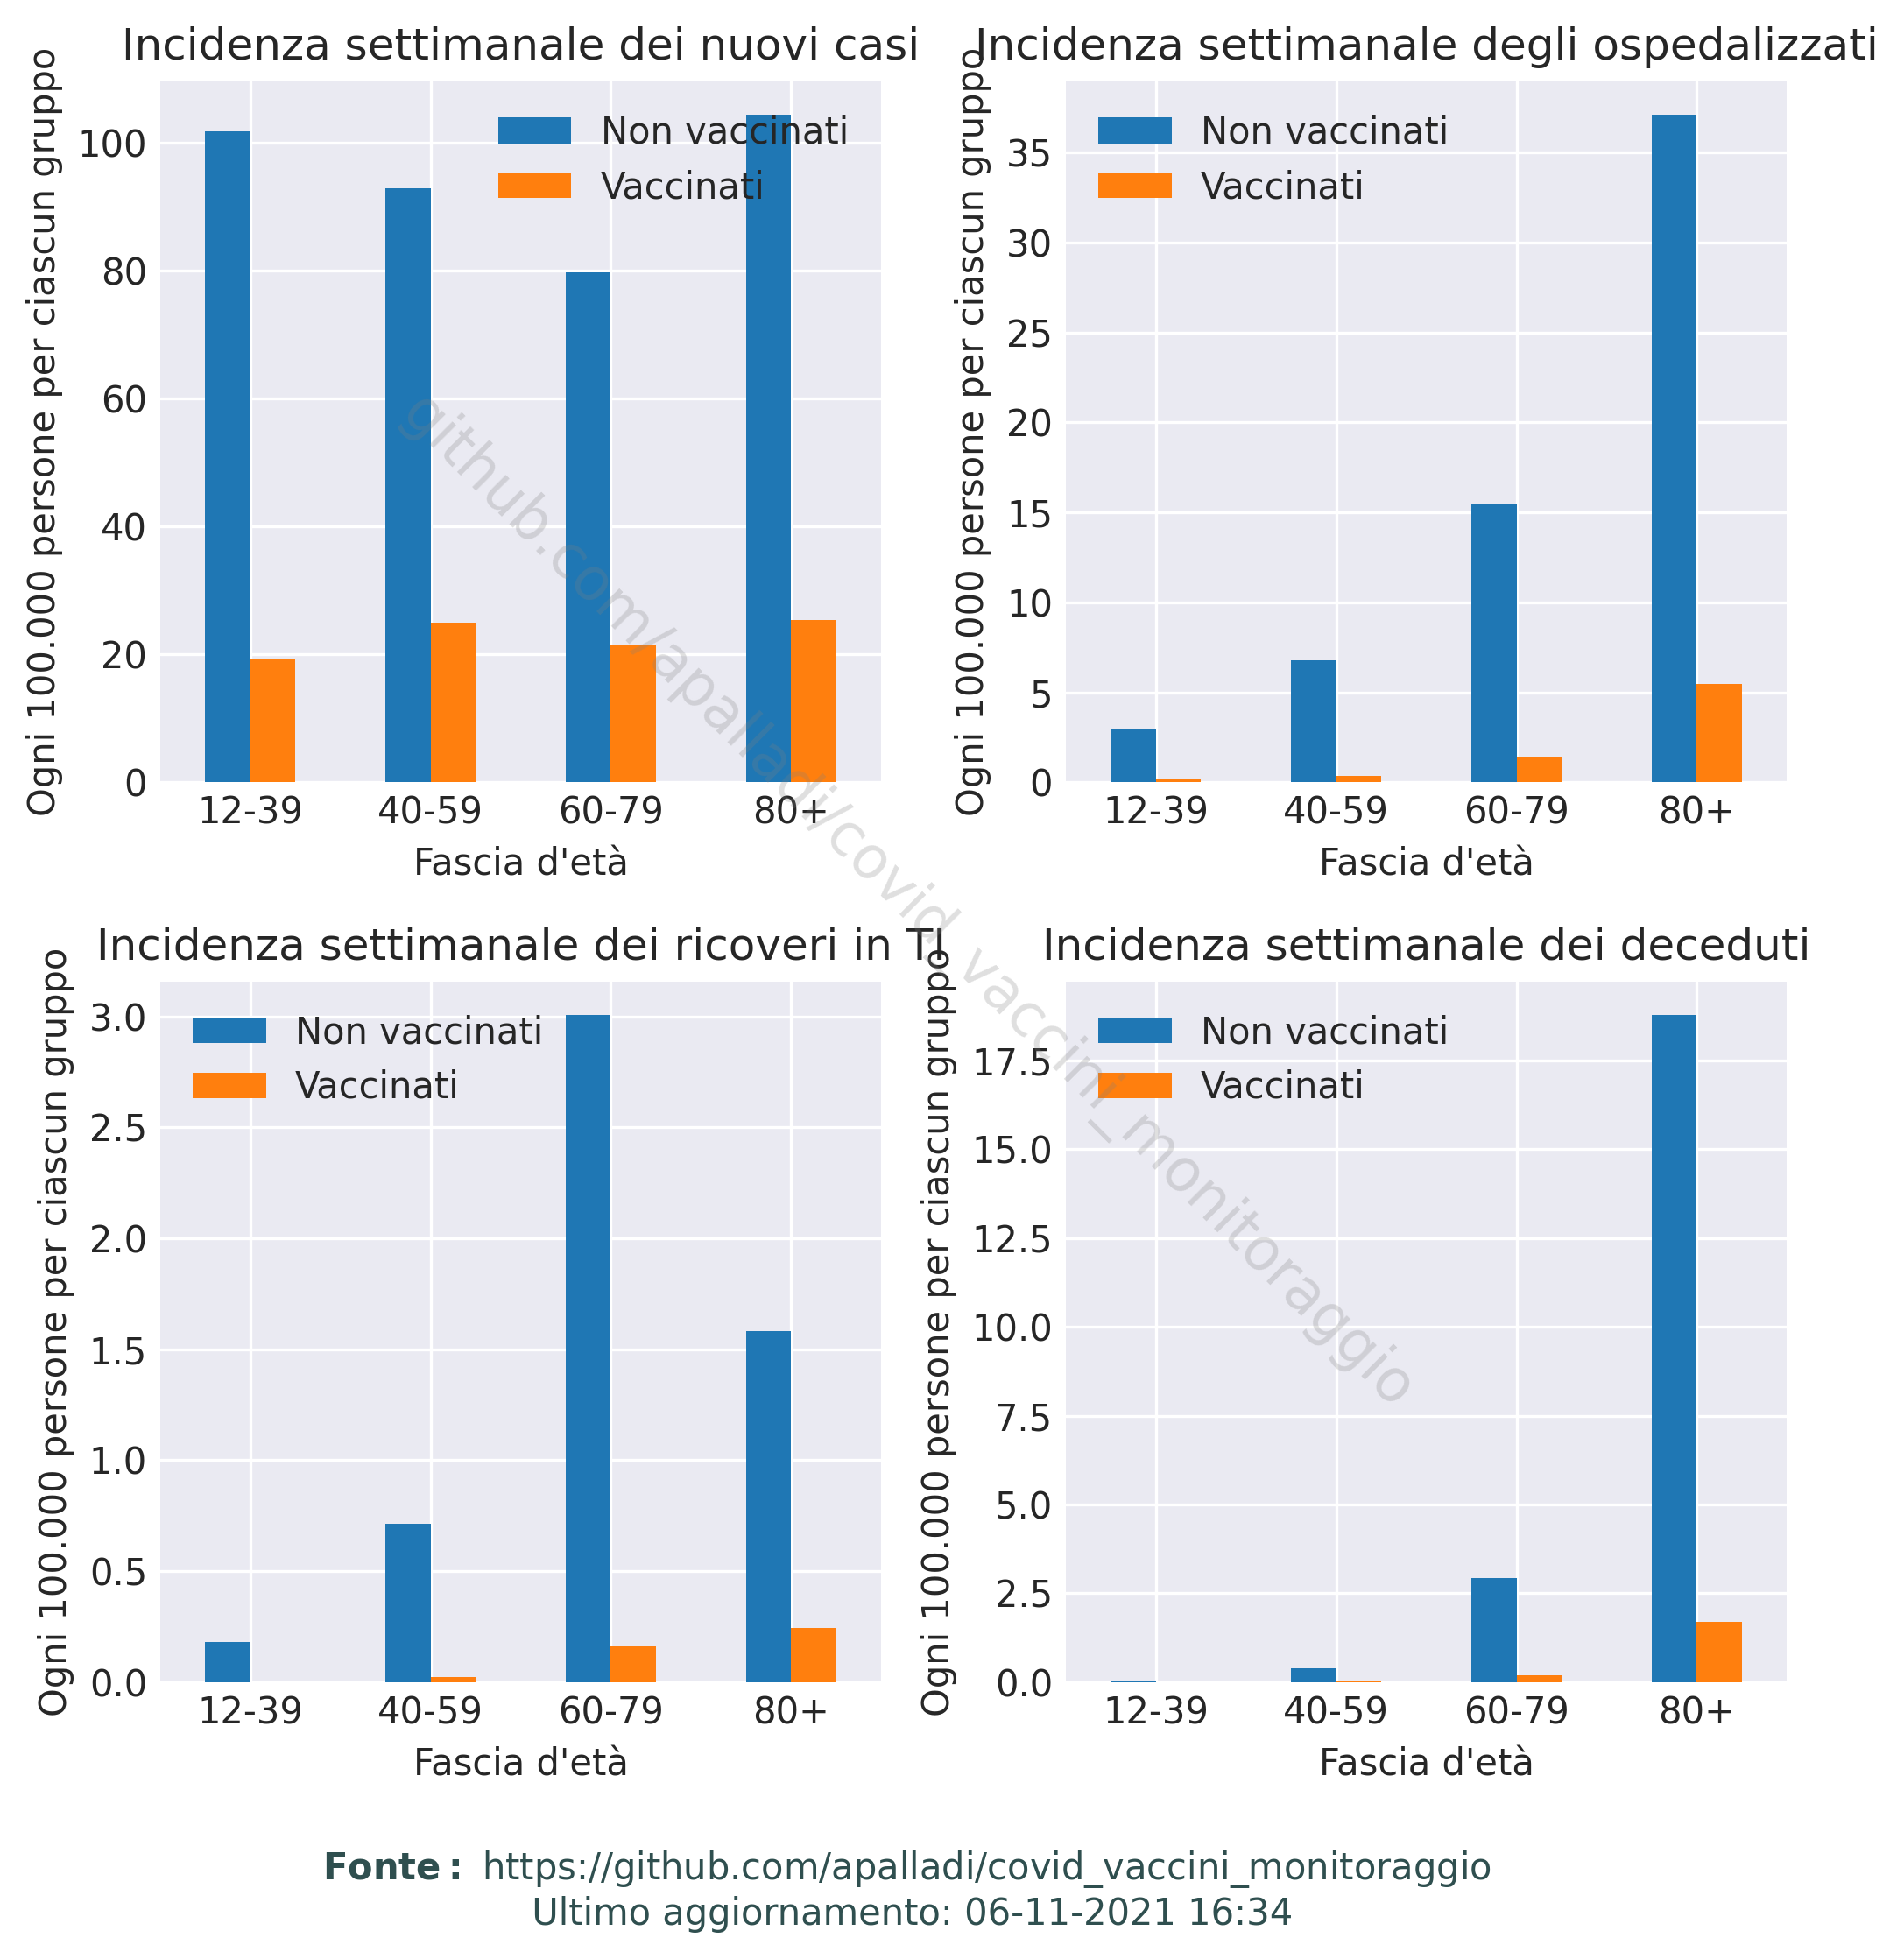 Incidenza settimanale dei nuovi casi
Ogni 100.000 persone per ciascun gruppo
100
80
60
40
20
0
Non vaccinati
Vaccinati
12-39 40-59 60-79 80+
Fascia d'età
Incidenza settimanale degli ospedalizzati
Ogni 100.000 persone per ciascun gruppo
35
30
25
20
15
10
5
0
Non vaccinati
Vaccinati
12-39 40-59 60-79 80+
Fascia d'età
Incidenza settimanale dei ricoveri in TI
Ogni 100.000 persone per ciascun gruppo
3.0
2.5
2.0
1.5
1.0
0.5
0.0
Non vaccinati
Vaccinati
12-39 40-59 60-79 80+
Fascia d'età
Incidenza settimanale dei deceduti
Ogni 100.000 persone per ciascun gruppo
17.5
15.0
12.5
10.0
7.5
5.0
2.5
0.0
Non vaccinati
Vaccinati
12-39 40-59 60-79 80+
Fascia d'età
github.com/apalladi/covid_vaccini_monitoraggio
Fonte: https://github.com/apalladi/covid_vaccini_monitoraggio
Ultimo aggiornamento: 06-11-2021 16:34